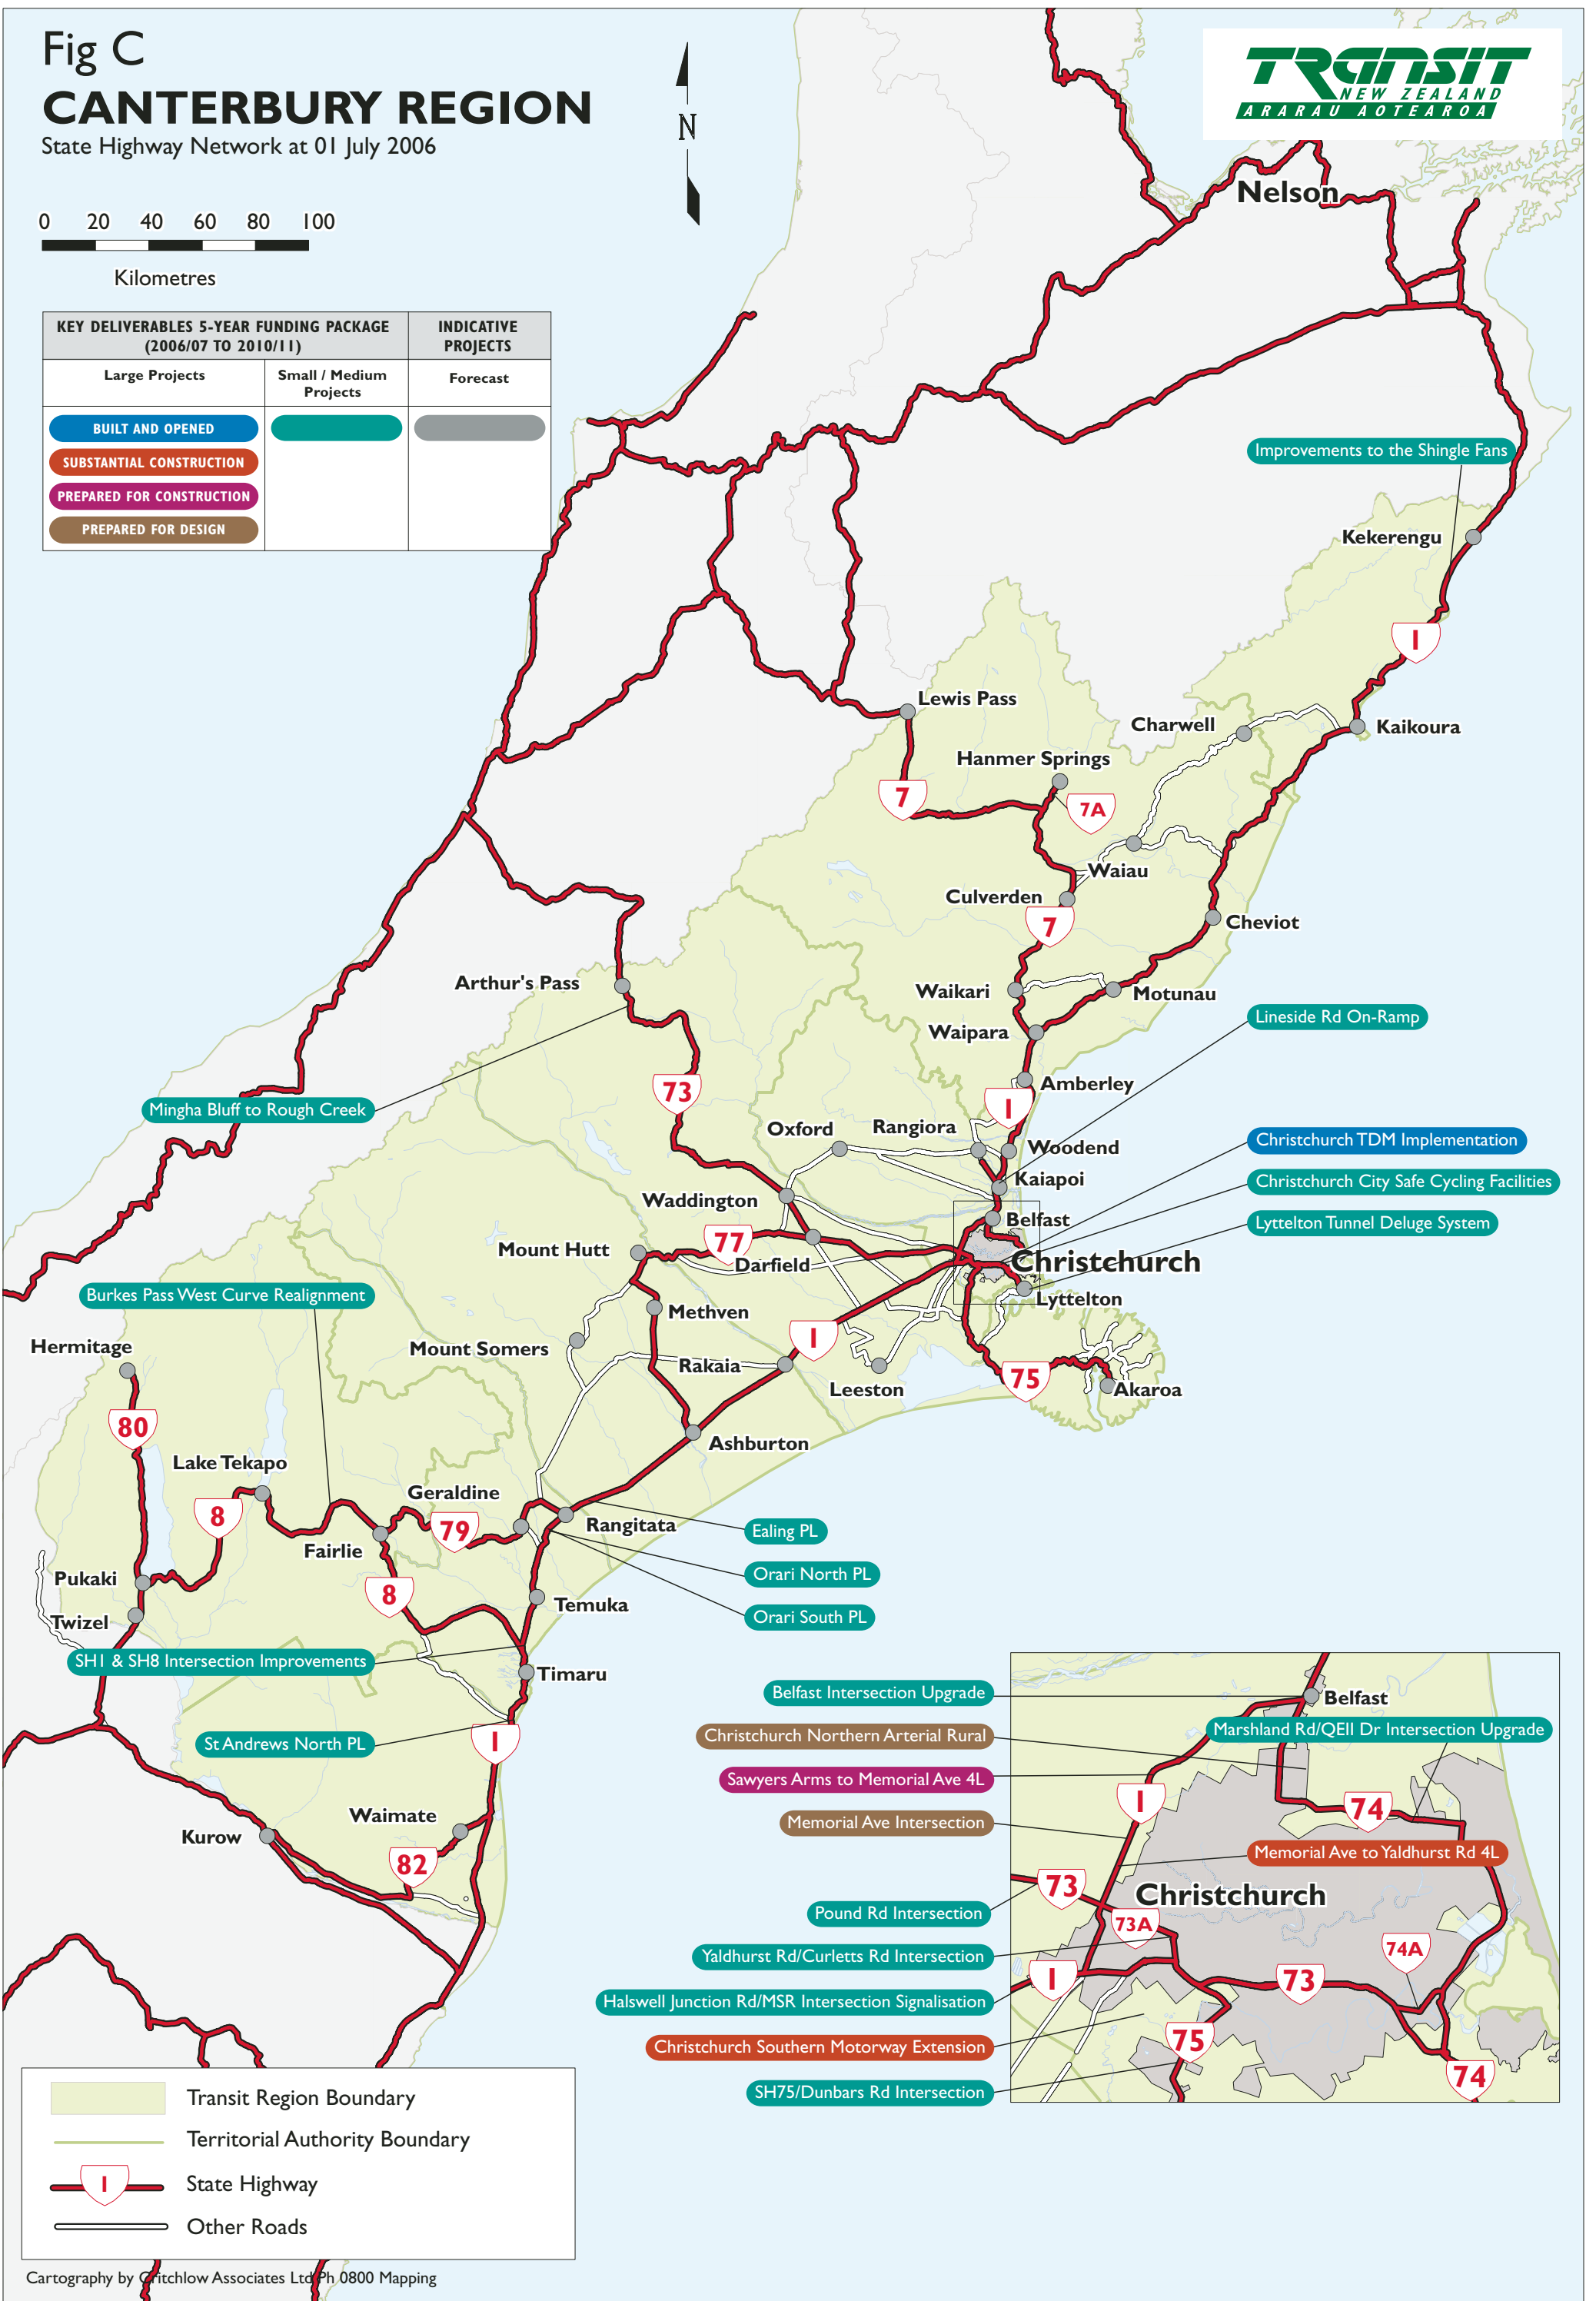 Fig C
CANTERBURY REGION
State Highway Network at 01 July 2006
TRANSIT
NEW ZEALAND
ARARAU AOTEAROA
N
0 20 40 60 80 100
Kilometres
KEY DELIVERABLES 5-YEAR FUNDING PACKAGE
(2006/07 TO 2010/11)
INDICATIVE
PROJECTS
Large Projects
Small / Medium
Projects
Forecast
BUILT AND OPENED
SUBSTANTIAL CONSTRUCTION
PREPARED FOR CONSTRUCTION
PREPARED FOR DESIGN
Nelson
Improvements to the Shingle Fans
Kekerengu
1
Lewis Pass
Charwell
Kaikoura
Hanmer Springs
7
7A
Waiau
Culverden
7
Cheviot
Arthur's Pass
Waikari
Motunau
Lineside Rd On-Ramp
Waipara
Amberley
73
1
Mingha Bluff to Rough Creek
Oxford
Rangiora
Woodend
Christchurch TDM Implementation
Kaiapoi
Christchurch City Safe Cycling Facilities
Waddington
Belfast
Lyttelton Tunnel Deluge System
77
Mount Hutt
Darfield
Christchurch
Burkes Pass West Curve Realignment
Lyttelton
Methven
Hermitage
Mount Somers
1
Rakaia
75
Leeston
Akaroa
80
Ashburton
Lake Tekapo
Geraldine
8
79
Rangitata
Ealing PL
Fairlie
Orari North PL
Pukaki
8
Temuka
Orari South PL
Twizel
SH1 & SH8 Intersection Improvements
Timaru
St Andrews North PL
1
Waimate
Kurow
82
Belfast Intersection Upgrade
Belfast
Christchurch Northern Arterial Rural
Marshland Rd/QEII Dr Intersection Upgrade
Sawyers Arms to Memorial Ave 4L
1
74
Memorial Ave Intersection
Memorial Ave to Yaldhurst Rd 4L
73
Christchurch
Pound Rd Intersection
73A
Yaldhurst Rd/Curletts Rd Intersection
74A
1
73
Halswell Junction Rd/MSR Intersection Signalisation
Christchurch Southern Motorway Extension
75
74
SH75/Dunbars Rd Intersection
Transit Region Boundary
Territorial Authority Boundary
1
State Highway
Other Roads
Cartography by Critchlow Associates Ltd Ph 0800 Mapping